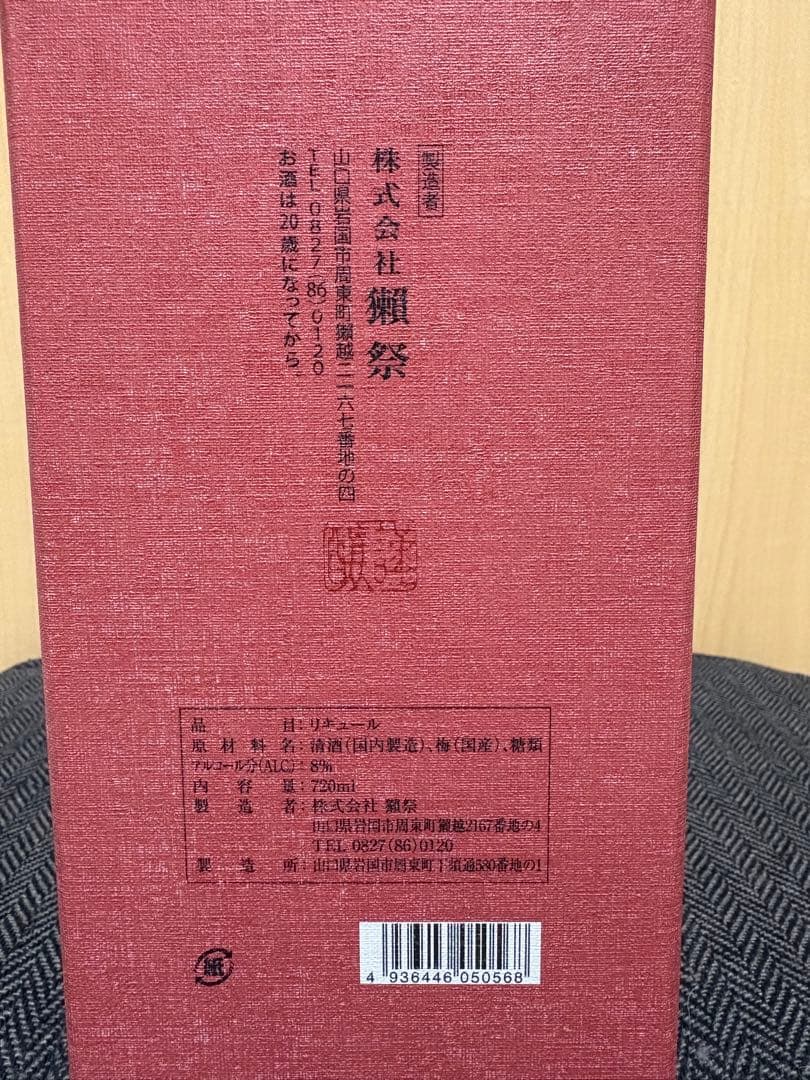 製造者
株式会社 獺祭
山口県岩国市周東町獺越二一六七番地の四
TEL 0827(86)0120
お酒は20歳になってから。
品目：リキュール
原材料名：清酒(国内製造)、梅(国産)、糖類
アルコール分(ALC)：8%
内容量：720ml
製造者：株式会社 獺祭
山口県岩国市周東町獺越2167番地の4
TEL 0827(86)0120
製造所：山口県岩国市周東町下須通580番地の1
紙
4 936446 050568